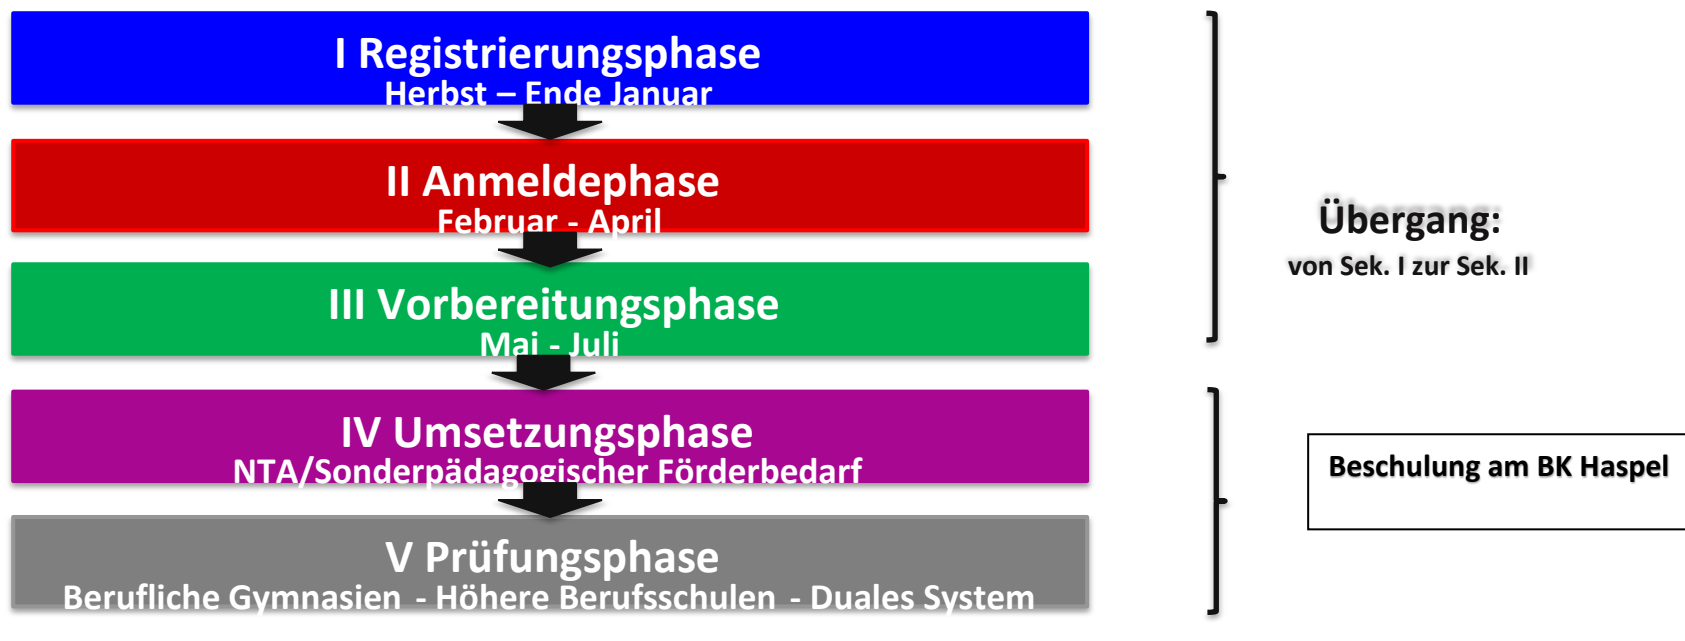 I Registrierungsphase
Herbst – Ende Januar
II Anmeldephase
Februar - April
III Vorbereitungsphase
Mai - Juli
IV Umsetzungsphase
NTA/Sonderpädagogischer Förderbedarf
V Prüfungsphase
Berufliche Gymnasien - Höhere Berufsschulen - Duales System
Übergang:
von Sek. I zur Sek. II
Beschulung am BK Haspel